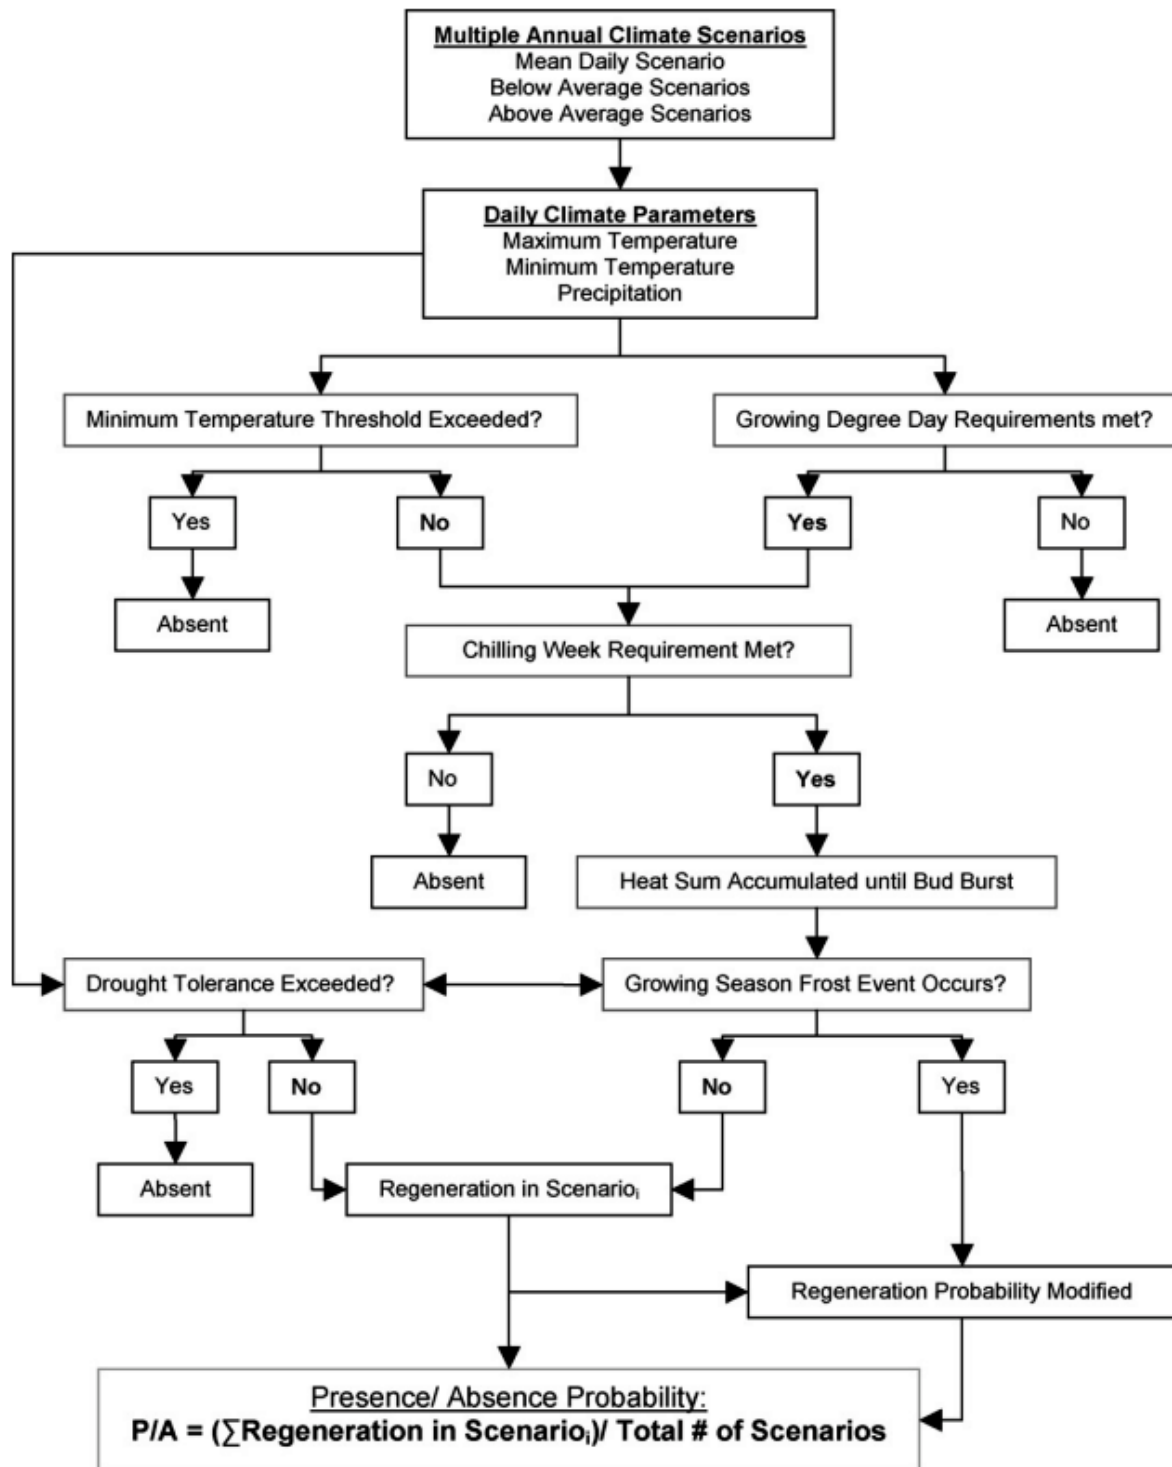 Multiple Annual Climate Scenarios
Mean Daily Scenario
Below Average Scenarios
Above Average Scenarios
Daily Climate Parameters
Maximum Temperature
Minimum Temperature
Precipitation
Minimum Temperature Threshold Exceeded?
Growing Degree Day Requirements met?
Yes
No
Yes
No
Absent
Absent
Chilling Week Requirement Met?
No
Yes
Absent
Heat Sum Accumulated until Bud Burst
Drought Tolerance Exceeded?
Growing Season Frost Event Occurs?
Yes
No
No
Yes
Absent
Regeneration in Scenarioᵢ
Regeneration Probability Modified
Presence/ Absence Probability:
P/A = (∑Regeneration in Scenarioᵢ)/ Total # of Scenarios